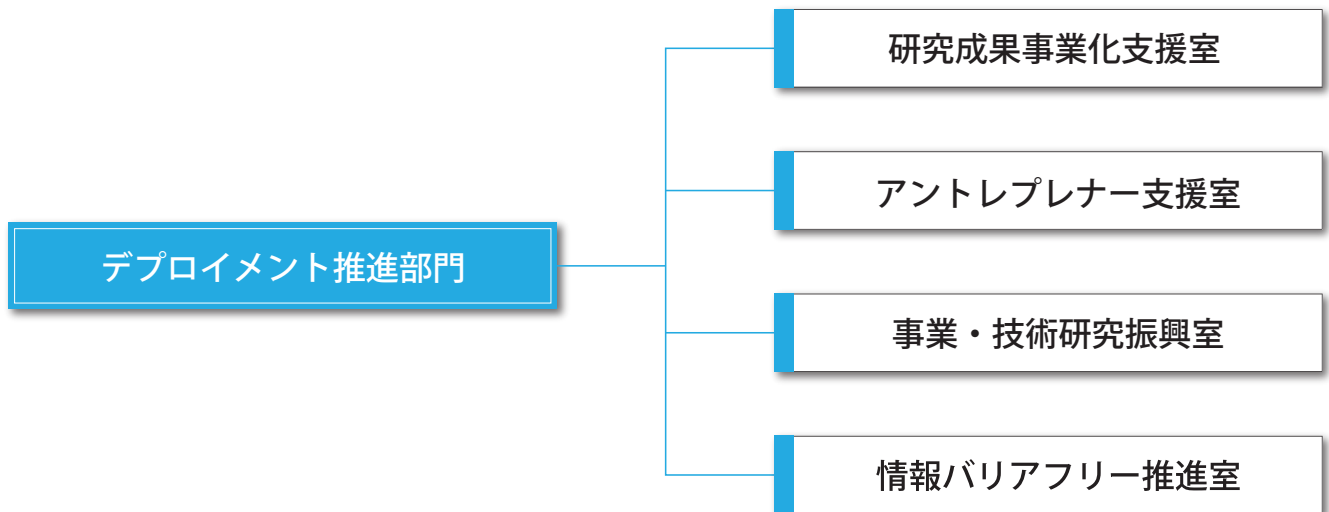 研究成果事業化支援室
アントレプレナー支援室
デプロイメント推進部門
事業・技術研究振興室
情報バリアフリー推進室